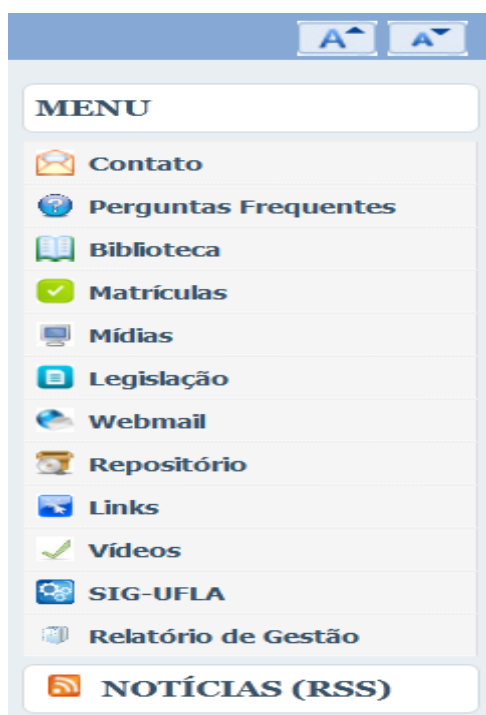 A A
MENU
Contato
Perguntas Frequentes
Biblioteca
Matrículas
Mídias
Legislação
Webmail
Repositório
Links
Vídeos
SIG-UFLA
Relatório de Gestão
NOTÍCIAS (RSS)